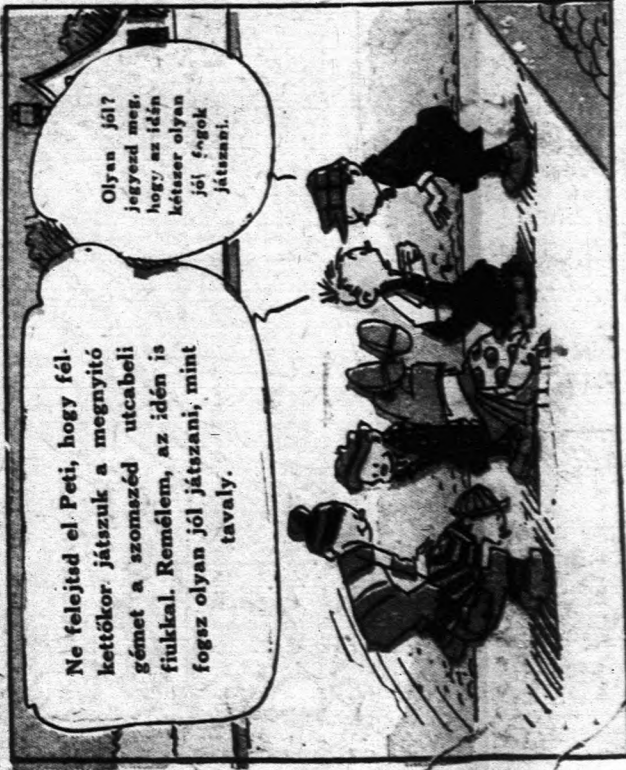 Ne felejtsd el Peti, hogy fél-
kettőkor játszuk a megnyitó
gémet a szomszéd utcabeli
fiukkal. Remélem, az idén is
fogsz olyan jól játszani, mint
tavaly.
Olyan jól?
jegyezd meg,
hogy az idén
kétszer olyan
jól fogok
játszani.